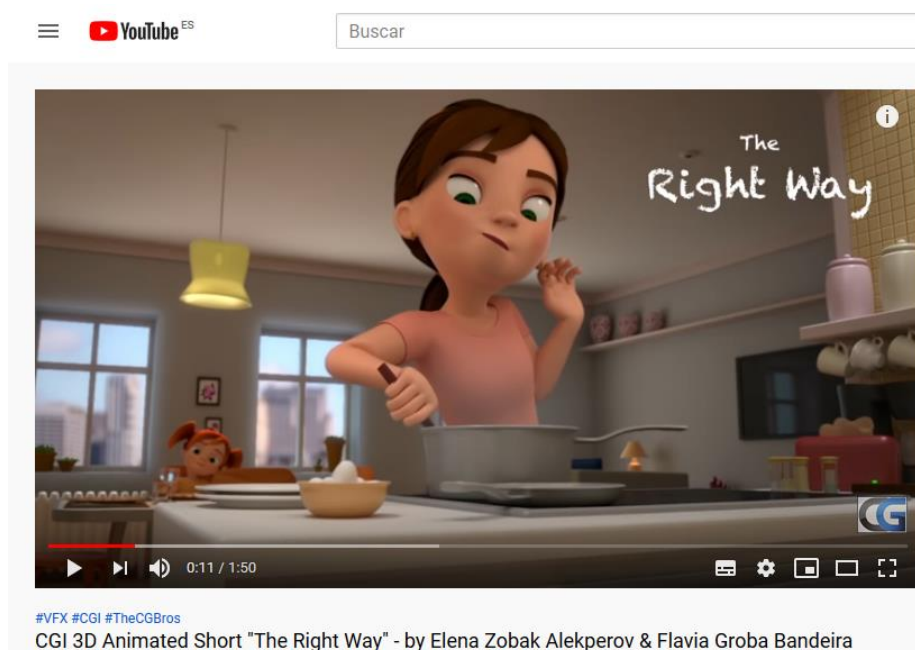 YouTube ES
Buscar
The
Right Way
CG
0:11 / 1:50
#VFX #CGI #TheCGBros
CGI 3D Animated Short "The Right Way" - by Elena Zobak Alekperov & Flavia Groba Bandeira